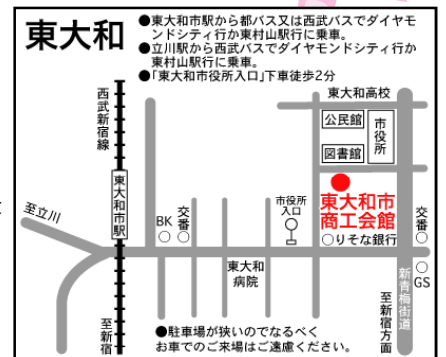 東大和
●東大和市駅から都バス又は西武バスでダイヤモ
ンドシティ行か東村山駅行に乗車。
●立川駅から西武バスでダイヤモンドシティ行か
東村山駅行に乗車。
●「東大和市役所入口」下車徒歩2分
西武新宿線
東大和高校
公民館
市役所
図書館
東大和市駅
至立川
BK
交番
市役所
入口
東大和市
商工会館
りそな銀行
交番
東大和
病院
GS
新青梅街道
至新宿
至新宿方面
●駐車場が狭いのでなるべく
お車でのご来場はご遠慮ください。